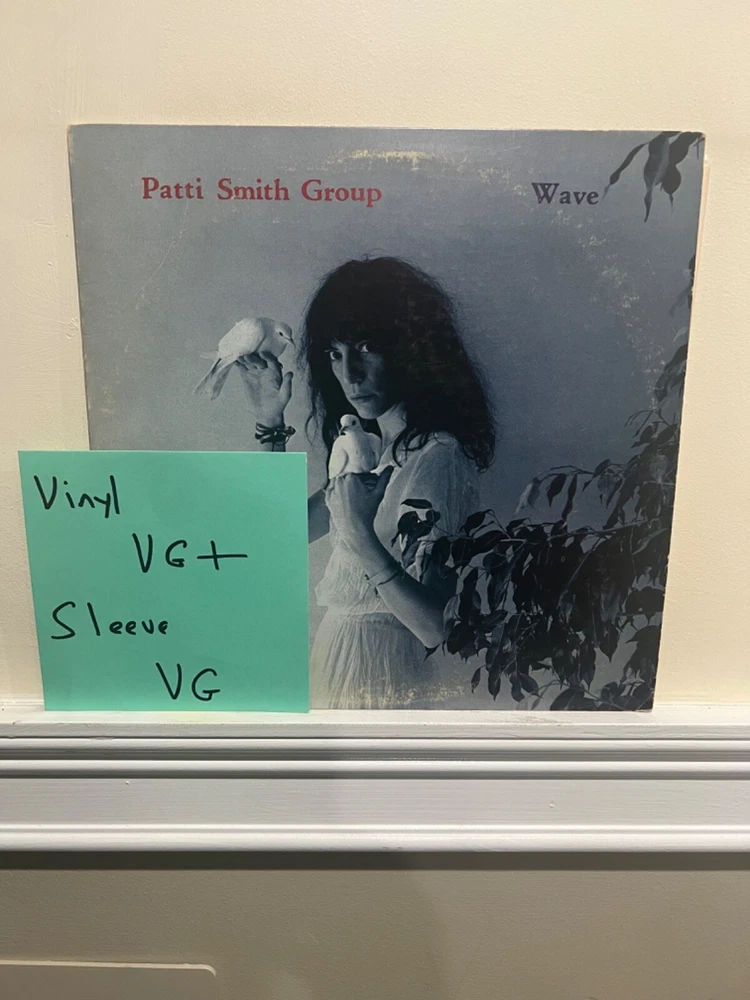 Patti Smith Group Wave
Vinyl
VG+
Sleeve
VG